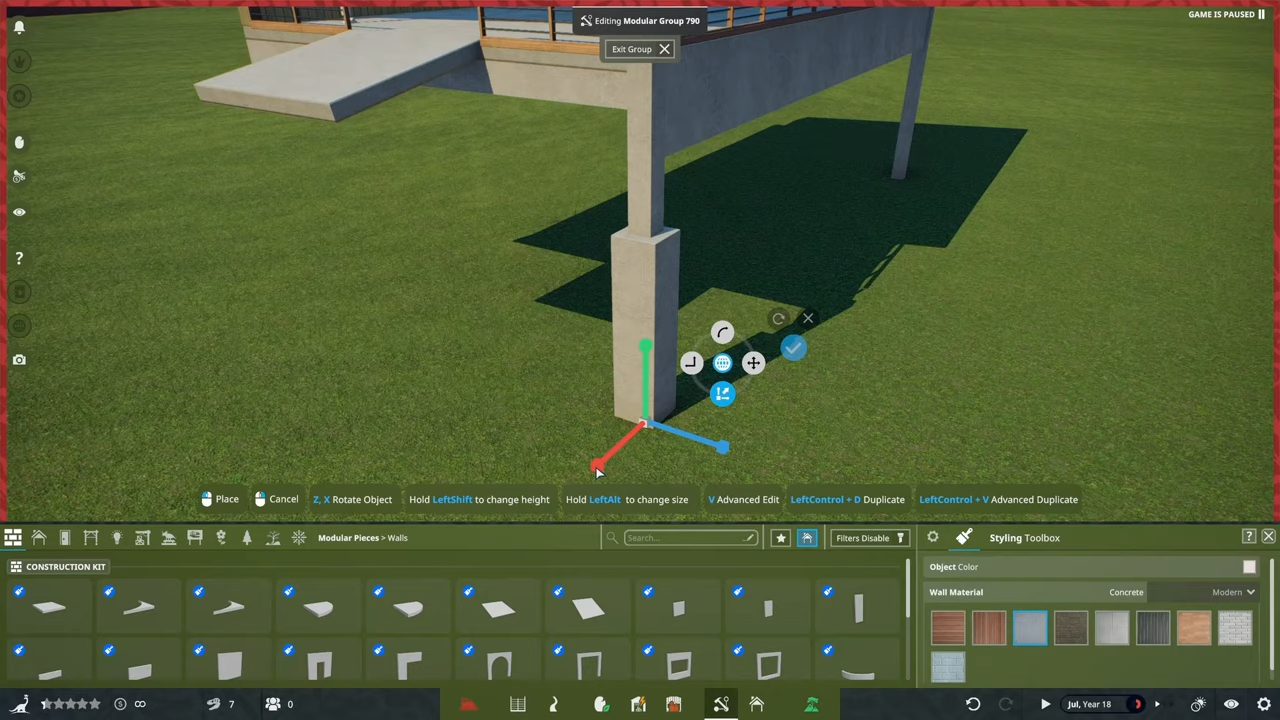 Editing Modular Group 790
GAME IS PAUSED
Exit Group
Place
Cancel
Z, X Rotate Object
Hold LeftShift to change height
Hold LeftAlt to change size
V Advanced Edit
LeftControl + D Duplicate
LeftControl + V Advanced Duplicate
Modular Pieces > Walls
Search...
Filters Disable
Styling Toolbox
?
CONSTRUCTION KIT
Object Color
Wall Material
Concrete
Modern
7
0
Jul, Year 18